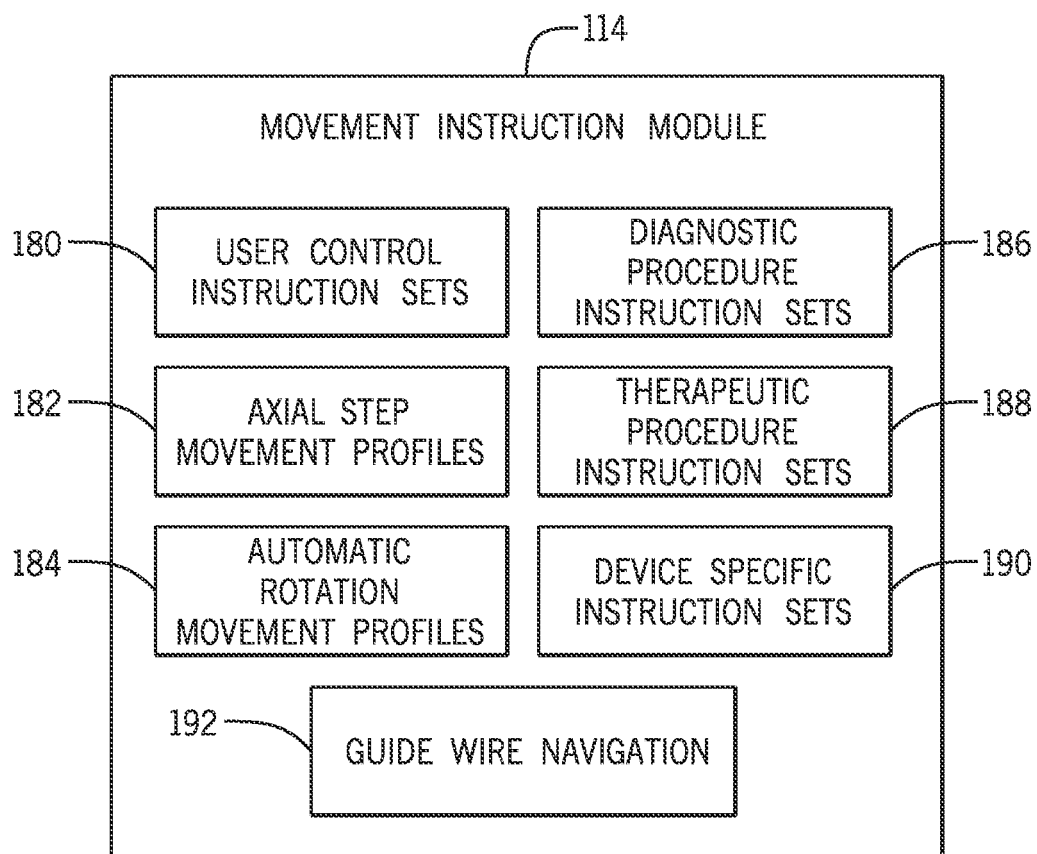 114
MOVEMENT INSTRUCTION MODULE
180
USER CONTROL
INSTRUCTION SETS
DIAGNOSTIC
PROCEDURE
INSTRUCTION SETS
186
182
AXIAL STEP
MOVEMENT PROFILES
THERAPEUTIC
PROCEDURE
INSTRUCTION SETS
188
184
AUTOMATIC
ROTATION
MOVEMENT PROFILES
DEVICE SPECIFIC
INSTRUCTION SETS
190
192
GUIDE WIRE NAVIGATION